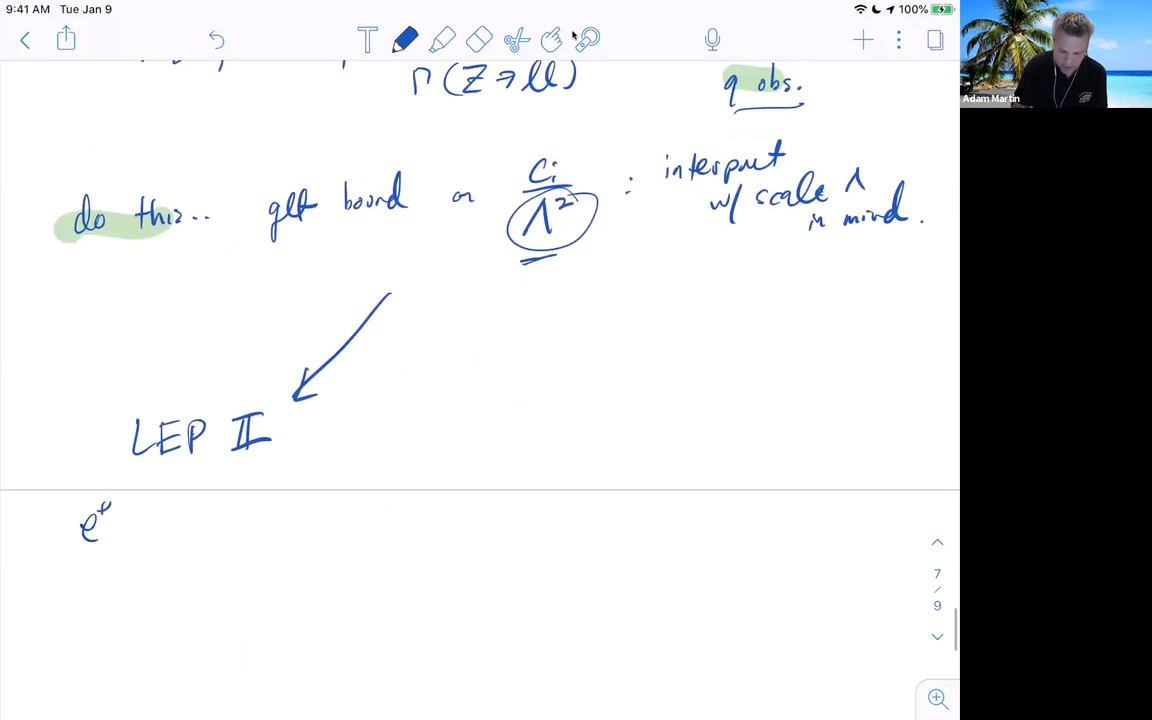 9:41 AM Tue Jan 9
100%
Γ(Z→ll)
q obs.
Adam Martin
do this.. get bound on Ci/Λ² : interpret w/ scale Λ in mind.
LEP II
e⁺
7
/
9